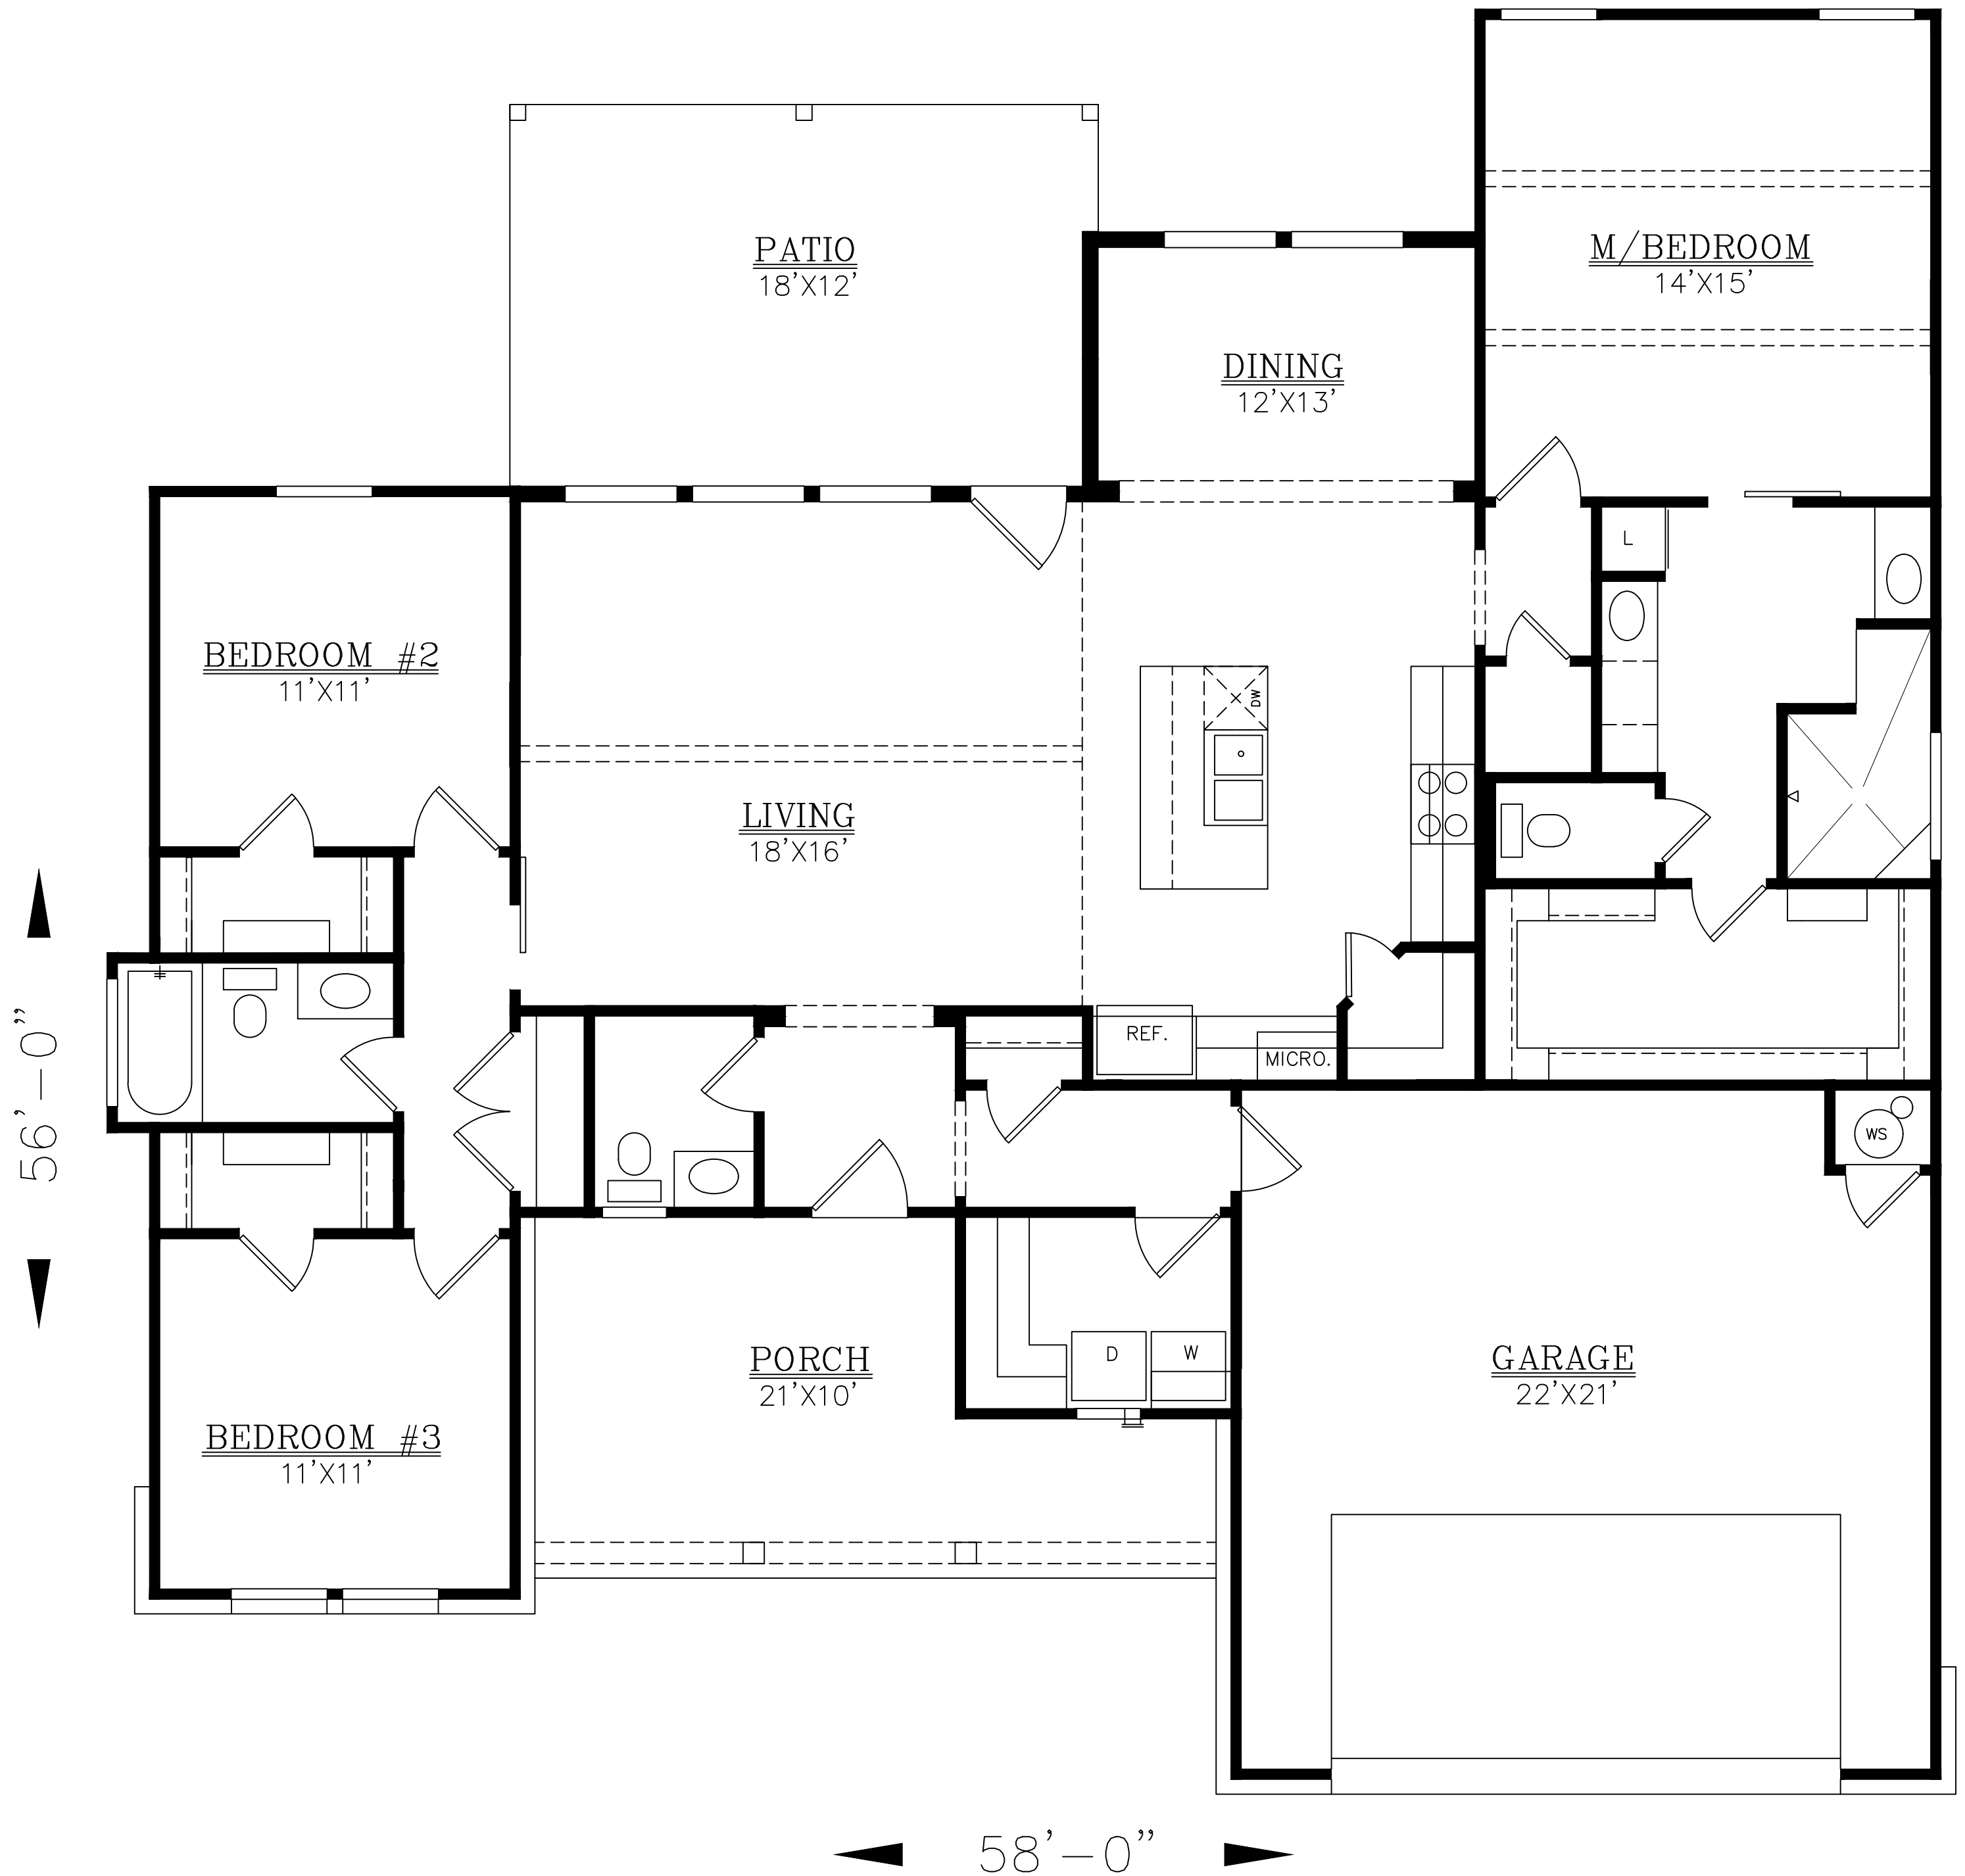 PATIO
18'X12'
M/BEDROOM
14'X15'
DINING
12'X13'
L
BEDROOM #2
11'X11'
DW
LIVING
18'X16'
REF.
MICRO.
WS
56'-0"
PORCH
21'X10'
D
W
GARAGE
22'X21'
BEDROOM #3
11'X11'
58'-0"